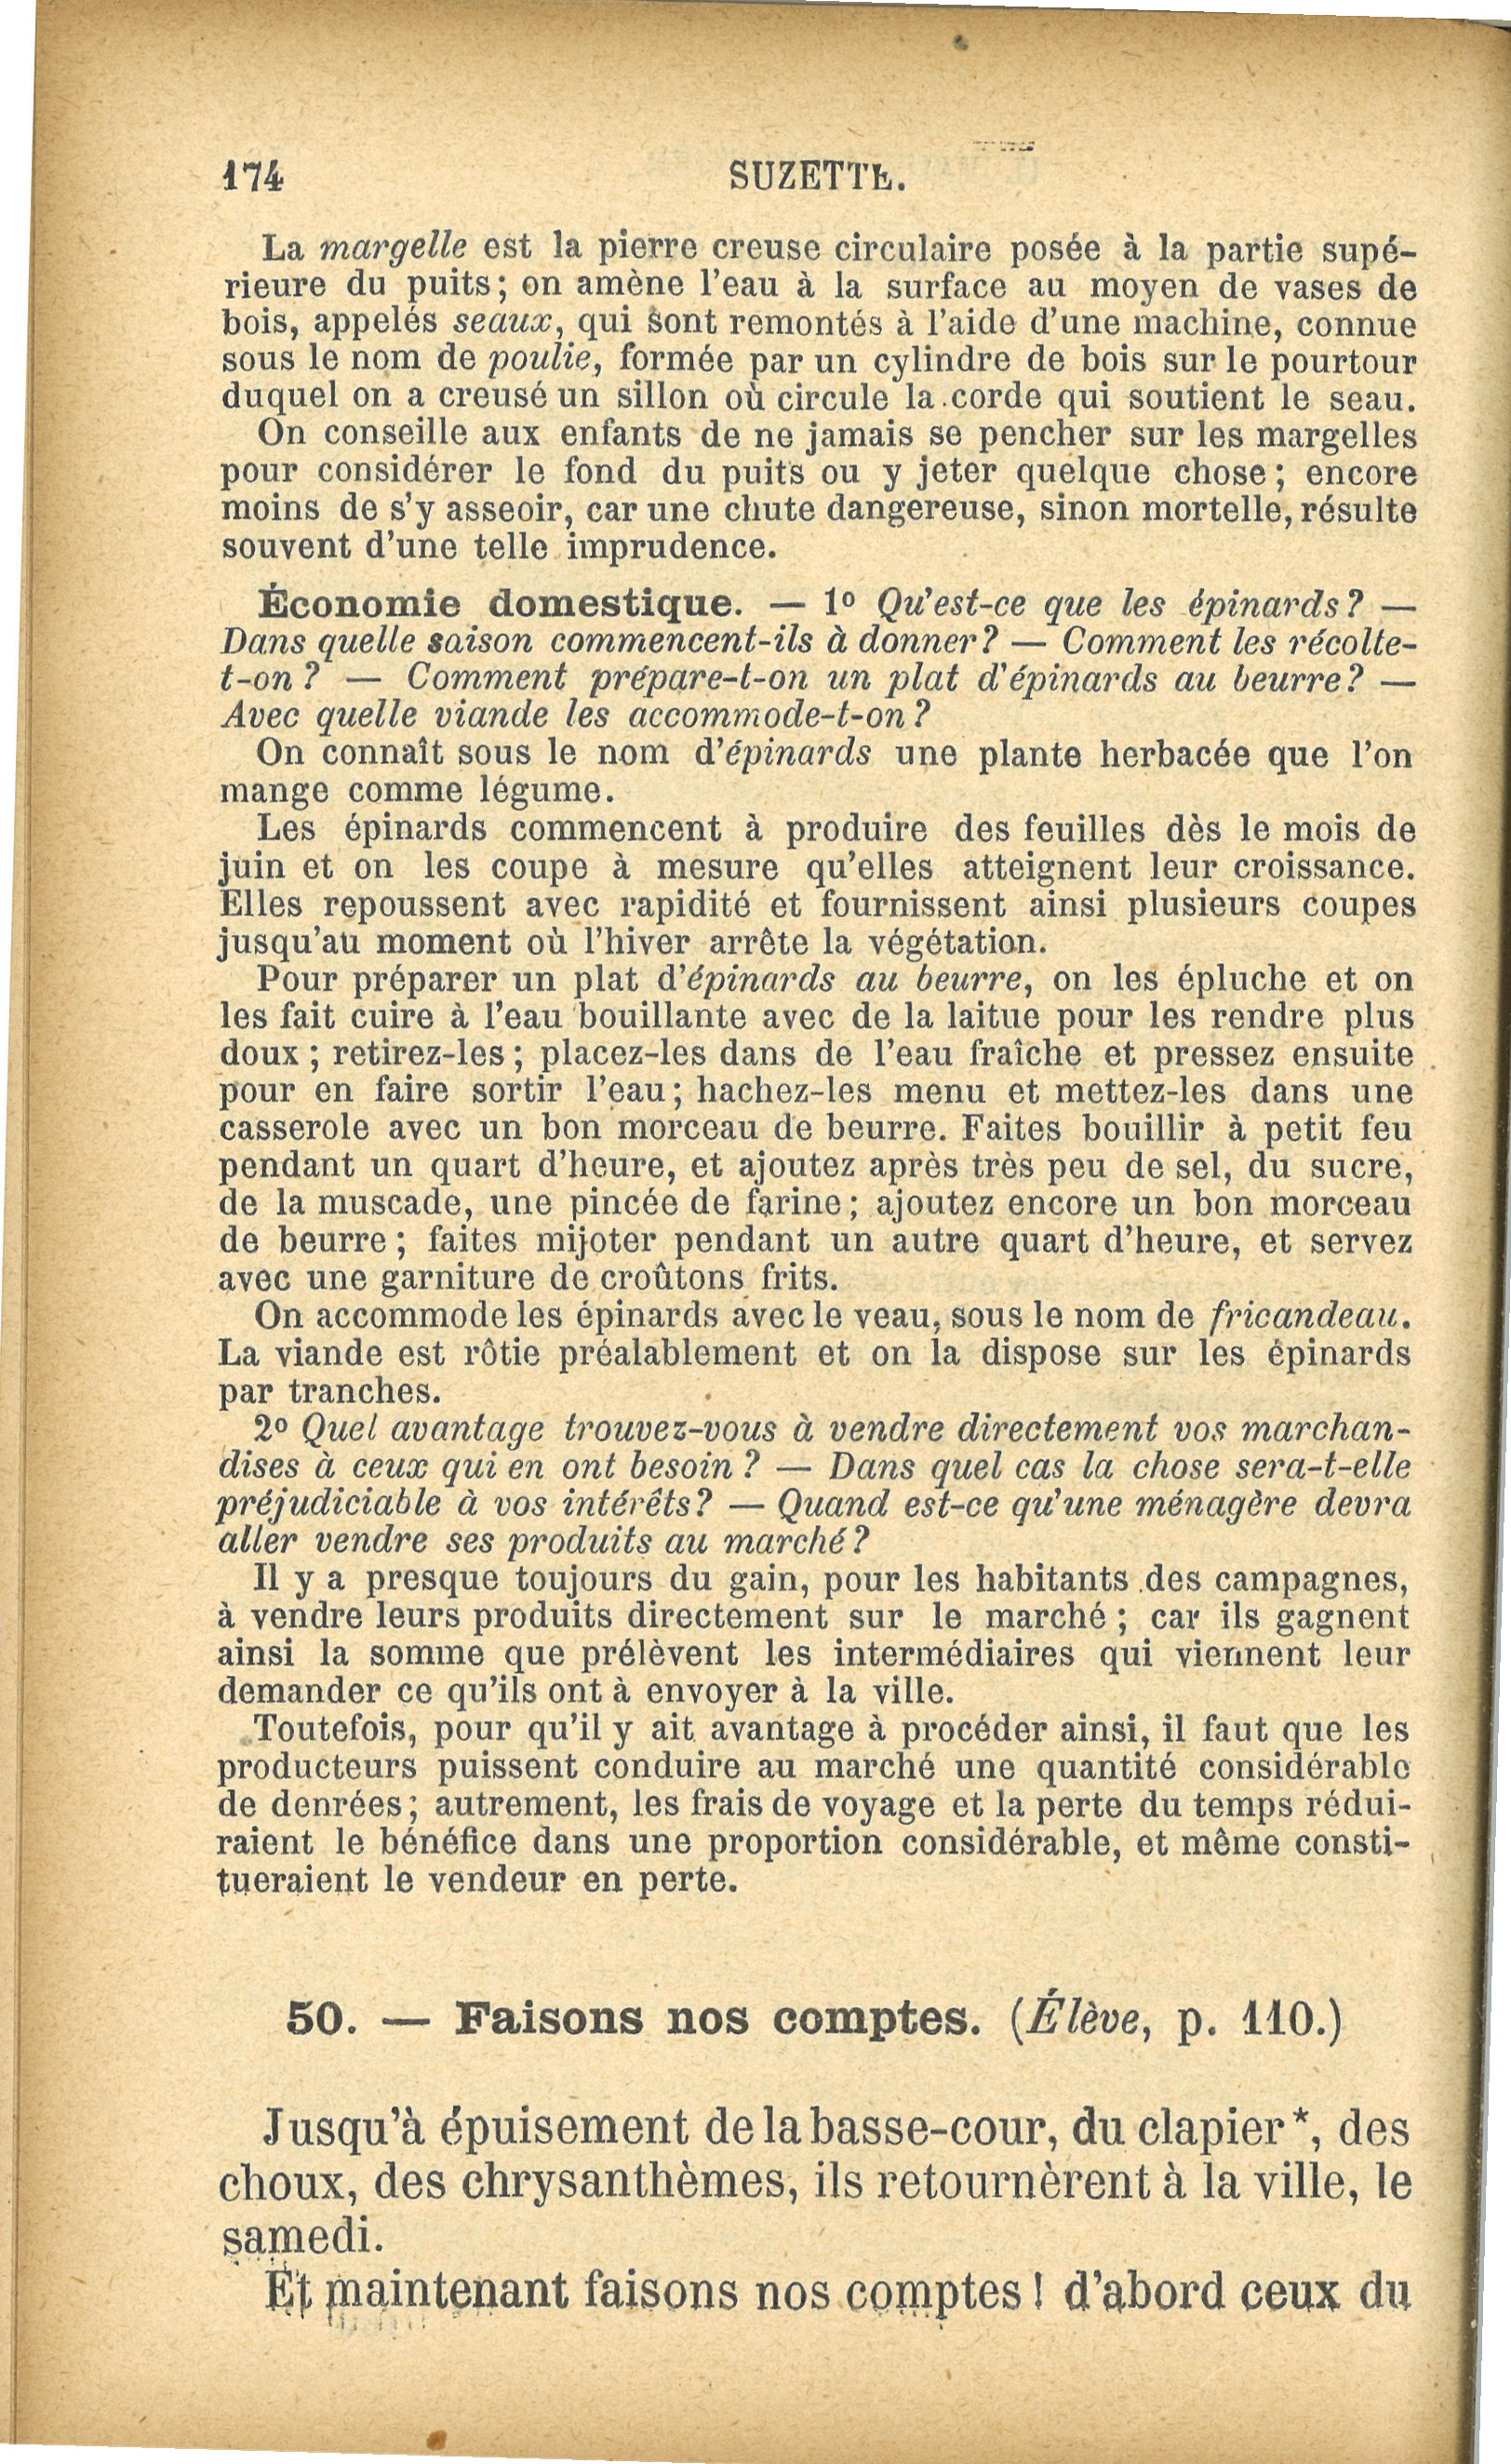 174 SUZETTE.
La margelle est la pierre creuse circulaire posée à la partie supé-
rieure du puits; on amène l'eau à la surface au moyen de vases de
bois, appelés seaux, qui sont remontés à l'aide d'une machine, connue
sous le nom de poulie, formée par un cylindre de bois sur le pourtour
duquel on a creusé un sillon où circule la corde qui soutient le seau.
On conseille aux enfants de ne jamais se pencher sur les margelles
pour considérer le fond du puits ou y jeter quelque chose; encore
moins de s'y asseoir, car une chute dangereuse, sinon mortelle, résulte
souvent d'une telle imprudence.
Économie domestique. — 1º Qu'est-ce que les épinards? —
Dans quelle saison commencent-ils à donner? — Comment les récolte-
t-on? — Comment prépare-t-on un plat d'épinards au beurre? —
Avec quelle viande les accommode-t-on?
On connaît sous le nom d'épinards une plante herbacée que l'on
mange comme légume.
Les épinards commencent à produire des feuilles dès le mois de
juin et on les coupe à mesure qu'elles atteignent leur croissance.
Elles repoussent avec rapidité et fournissent ainsi plusieurs coupes
jusqu'au moment où l'hiver arrête la végétation.
Pour préparer un plat d'épinards au beurre, on les épluche et on
les fait cuire à l'eau bouillante avec de la laitue pour les rendre plus
doux; retirez-les; placez-les dans de l'eau fraîche et pressez ensuite
pour en faire sortir l'eau; hachez-les menu et mettez-les dans une
casserole avec un bon morceau de beurre. Faites bouillir à petit feu
pendant un quart d'heure, et ajoutez après très peu de sel, du sucre,
de la muscade, une pincée de farine; ajoutez encore un bon morceau
de beurre; faites mijoter pendant un autre quart d'heure, et servez
avec une garniture de croûtons frits.
On accommode les épinards avec le veau, sous le nom de fricandeau.
La viande est rôtie préalablement et on la dispose sur les épinards
par tranches.
2º Quel avantage trouvez-vous à vendre directement vos marchan-
dises à ceux qui en ont besoin? — Dans quel cas la chose sera-t-elle
préjudiciable à vos intérêts? — Quand est-ce qu'une ménagère devra
aller vendre ses produits au marché?
Il y a presque toujours du gain, pour les habitants des campagnes,
à vendre leurs produits directement sur le marché; car ils gagnent
ainsi la somme que prélèvent les intermédiaires qui viennent leur
demander ce qu'ils ont à envoyer à la ville.
Toutefois, pour qu'il y ait avantage à procéder ainsi, il faut que les
producteurs puissent conduire au marché une quantité considérable
de denrées; autrement, les frais de voyage et la perte du temps rédui-
raient le bénéfice dans une proportion considérable, et même consti-
tueraient le vendeur en perte.
50. — Faisons nos comptes. (Élève, p. 110.)
Jusqu'à épuisement de la basse-cour, du clapier*, des
choux, des chrysanthèmes, ils retournèrent à la ville, le
samedi.
Et maintenant faisons nos comptes! d'abord ceux du